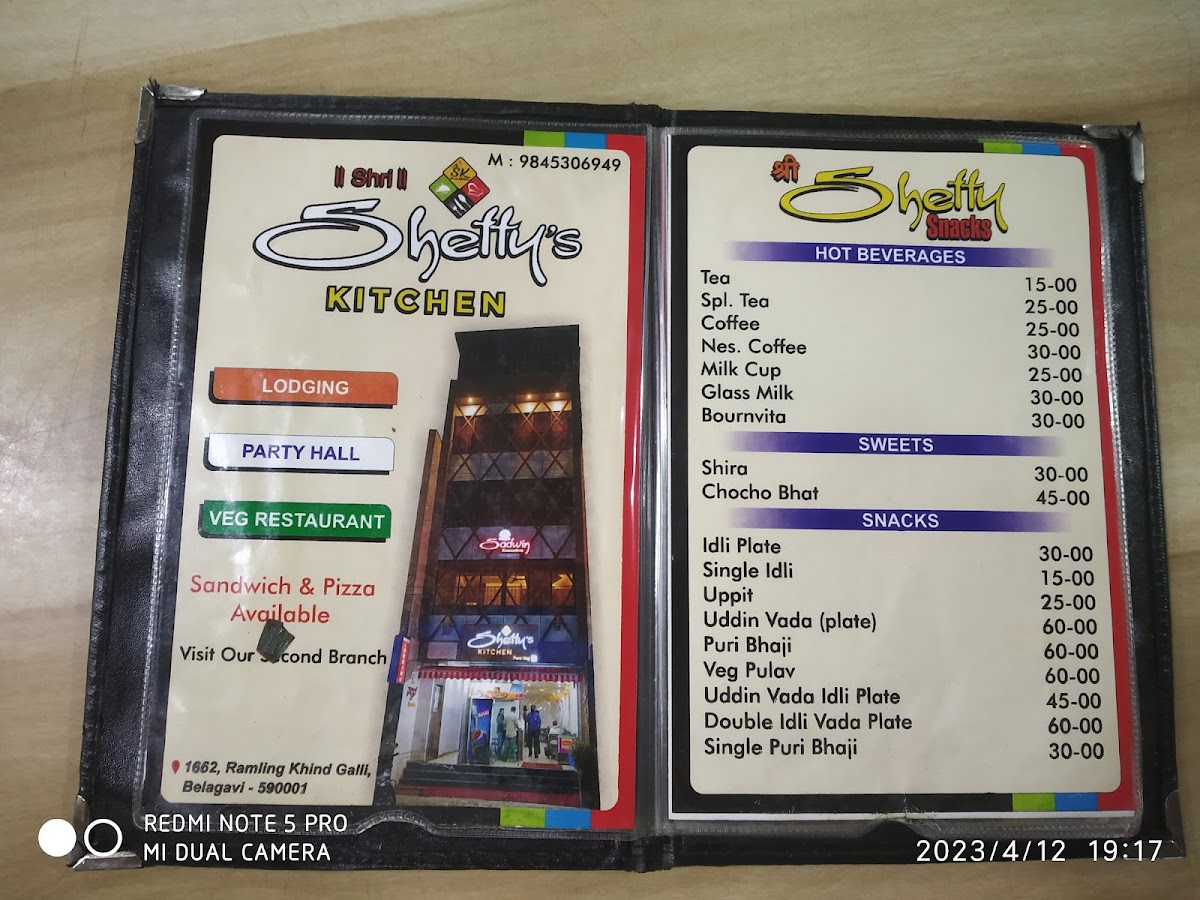 M : 9845306949
॥ Shri ॥
SK
Shetty's
KITCHEN
LODGING
PARTY HALL
VEG RESTAURANT
Sandwich & Pizza
Available
Visit Our Second Branch
Sadwin
Shetty's
KITCHEN
1662, Ramling Khind Galli,
Belagavi - 590001
श्री Shetty
Snacks
HOT BEVERAGES
Tea 15-00
Spl. Tea 25-00
Coffee 25-00
Nes. Coffee 30-00
Milk Cup 25-00
Glass Milk 30-00
Bournvita 30-00
SWEETS
Shira 30-00
Chocho Bhat 45-00
SNACKS
Idli Plate 30-00
Single Idli 15-00
Uppit 25-00
Uddin Vada (plate) 60-00
Puri Bhaji 60-00
Veg Pulav 60-00
Uddin Vada Idli Plate 45-00
Double Idli Vada Plate 60-00
Single Puri Bhaji 30-00
REDMI NOTE 5 PRO
MI DUAL CAMERA
2023/4/12 19:17